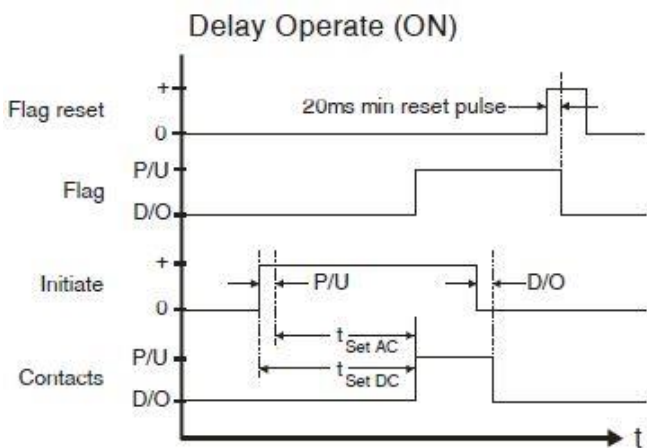 Delay Operate (ON)
+
Flag reset
20ms min reset pulse
0
P/U
Flag
D/O
+
Initiate
P/U
D/O
0
t Set AC
P/U
t Set DC
Contacts
D/O
t